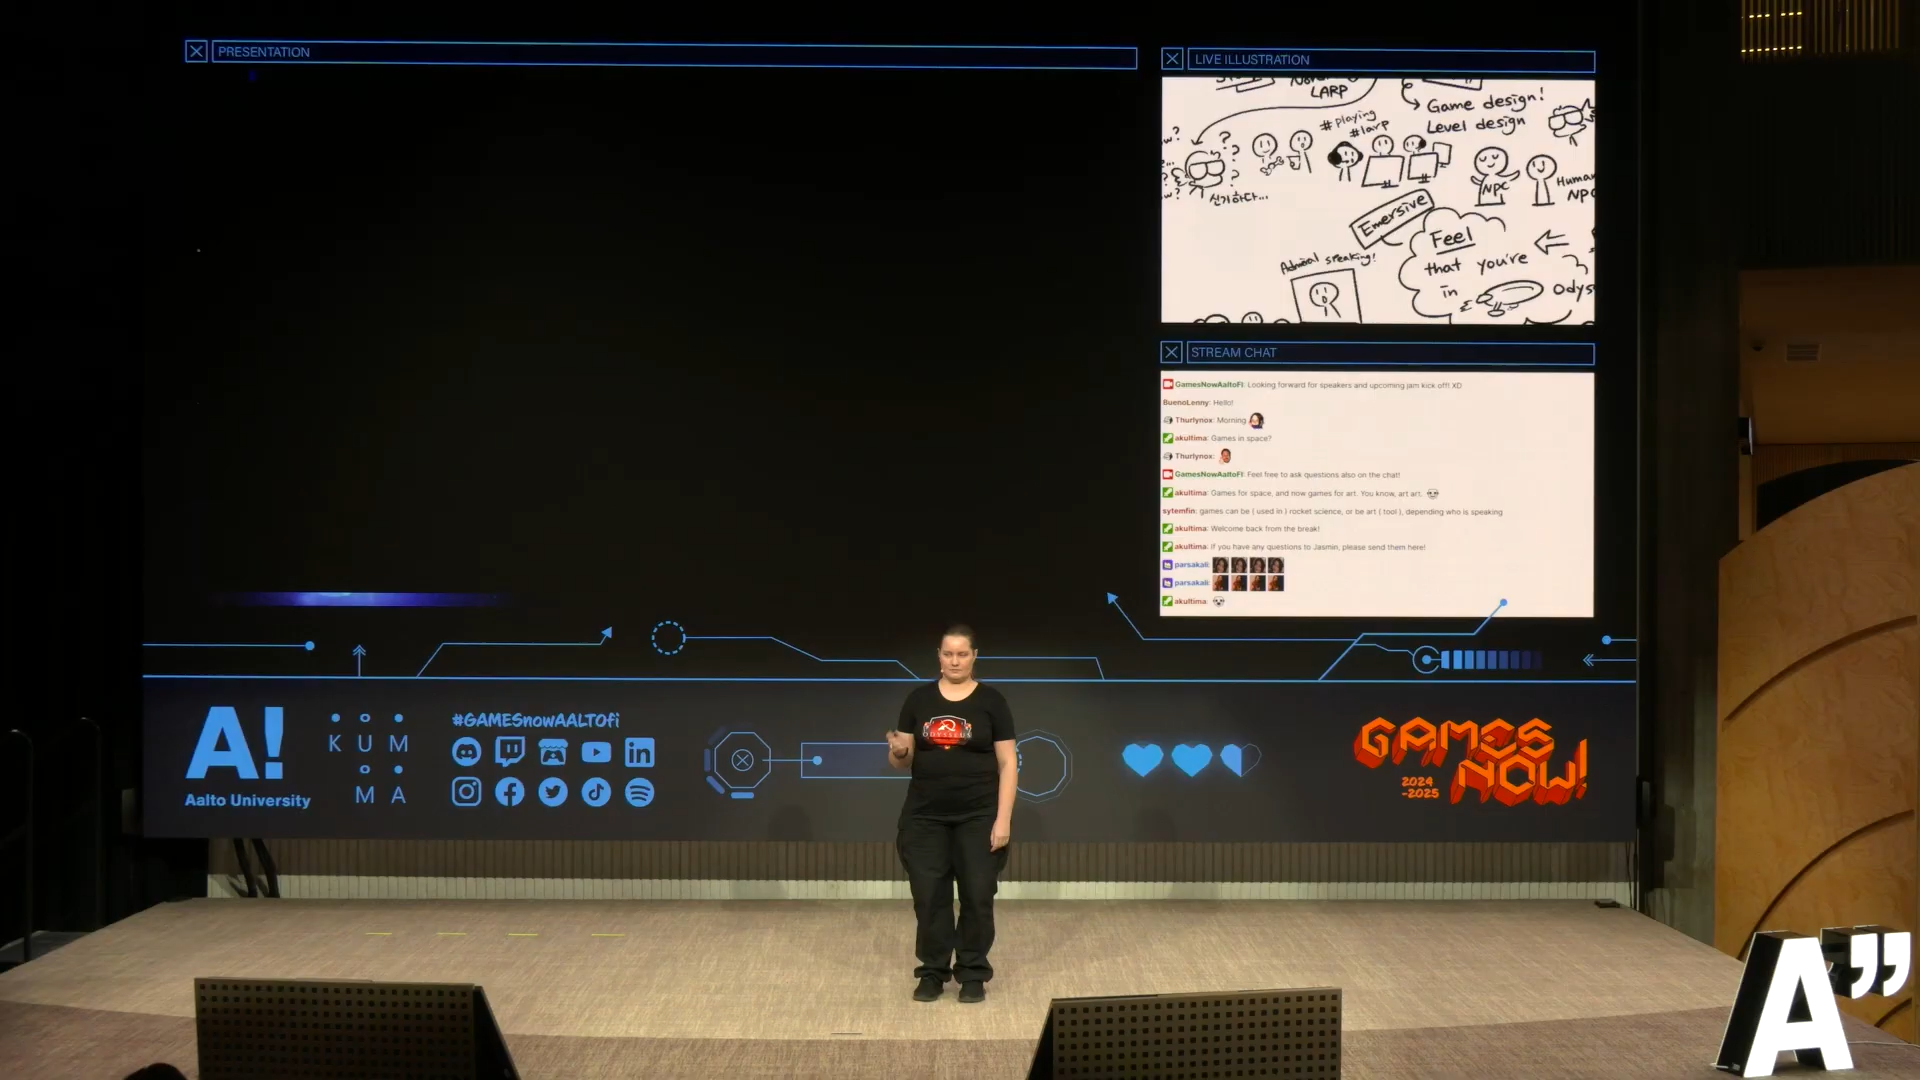 PRESENTATION
LIVE ILLUSTRATION
LARP
Game design!
Level design
#playing
#larp
신기하다...
NPC
Human
NPC
Emersive
Feel
that you're
in
Admiral speaking!
STREAM CHAT
GamesNowAaltoFI: Looking forward for speakers and upcoming jam kick off! XD
BuenoLenny: Hello!
Thurlynox: Morning
akultima: Games in space?
Thurlynox:
GamesNowAaltoFI: Feel free to ask questions also on the chat!
akultima: Games for space, and now games for art. You know, art art.
sytemfin: games can be ( used in ) rocket science, or be art ( tool ), depending who is speaking
akultima: Welcome back from the break!
akultima: If you have any questions to Jasmin, please send them here!
parsakali:
parsakali:
akultima:
A!
Aalto University
KUM
MA
#GAMESnowAALTOfi
ODYSSEUS
GAMES
NOW!
2024
-2025
A”